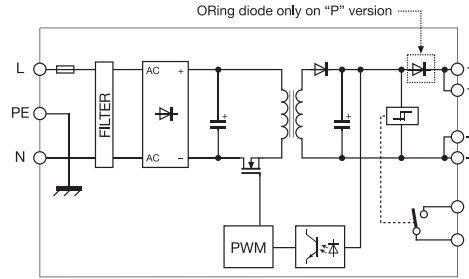 ORing diode only on “P” version
L
PE
N
FILTER
AC +
AC –
+
+
PWM